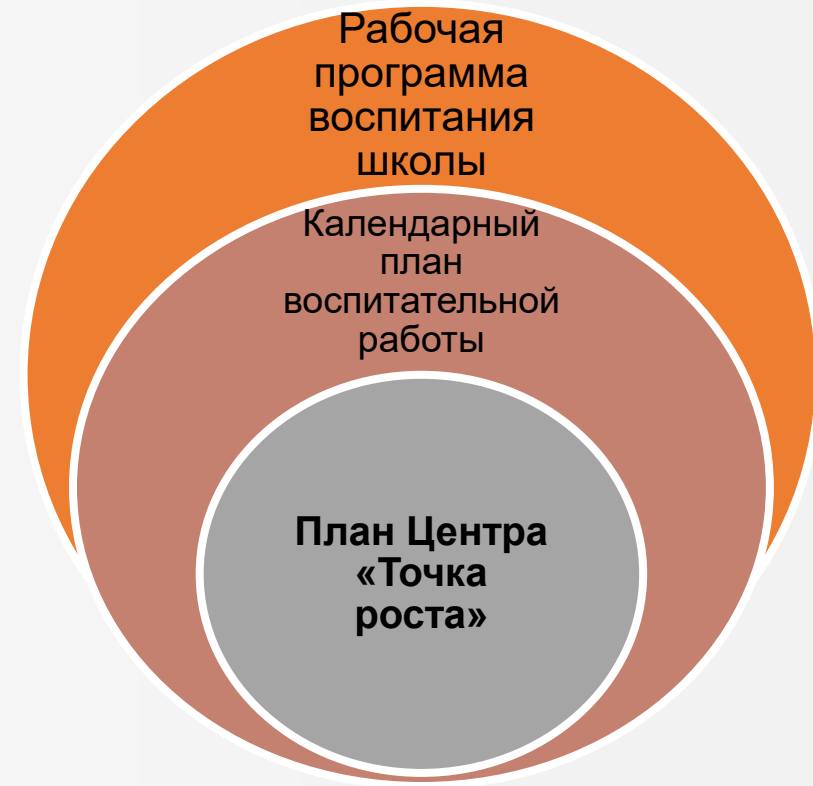 Рабочая
программа
воспитания
школы
Календарный
план
воспитательной
работы
План Центра
«Точка
роста»